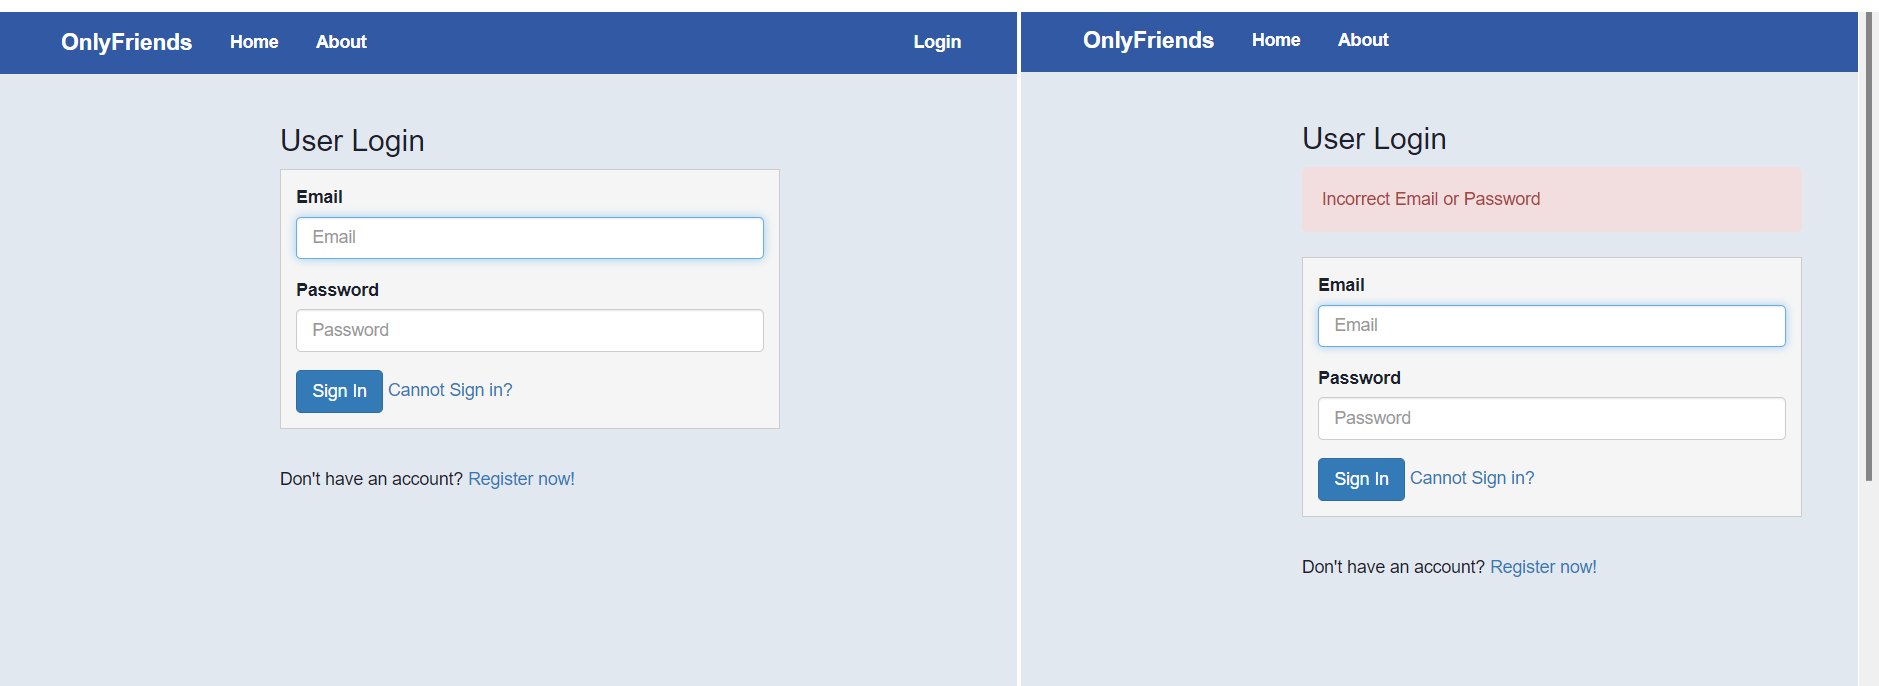 OnlyFriends Home About Login
User Login
Email
Email
Password
Password
Sign In Cannot Sign in?
Don't have an account? Register now!
OnlyFriends Home About
User Login
Incorrect Email or Password
Email
Email
Password
Password
Sign In Cannot Sign in?
Don't have an account? Register now!